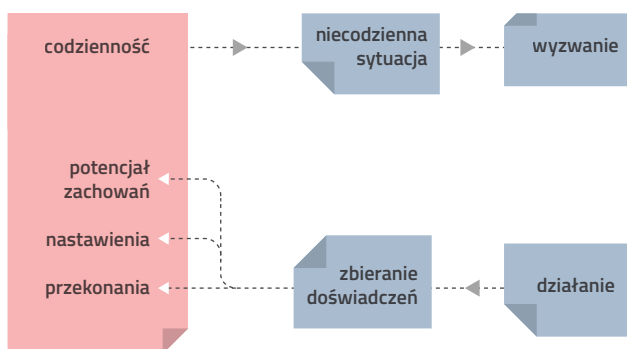 codzienność
niecodzienna
sytuacja
wyzwanie
potencjał
zachowań
nastawienia
przekonania
zbieranie
doświadczeń
działanie